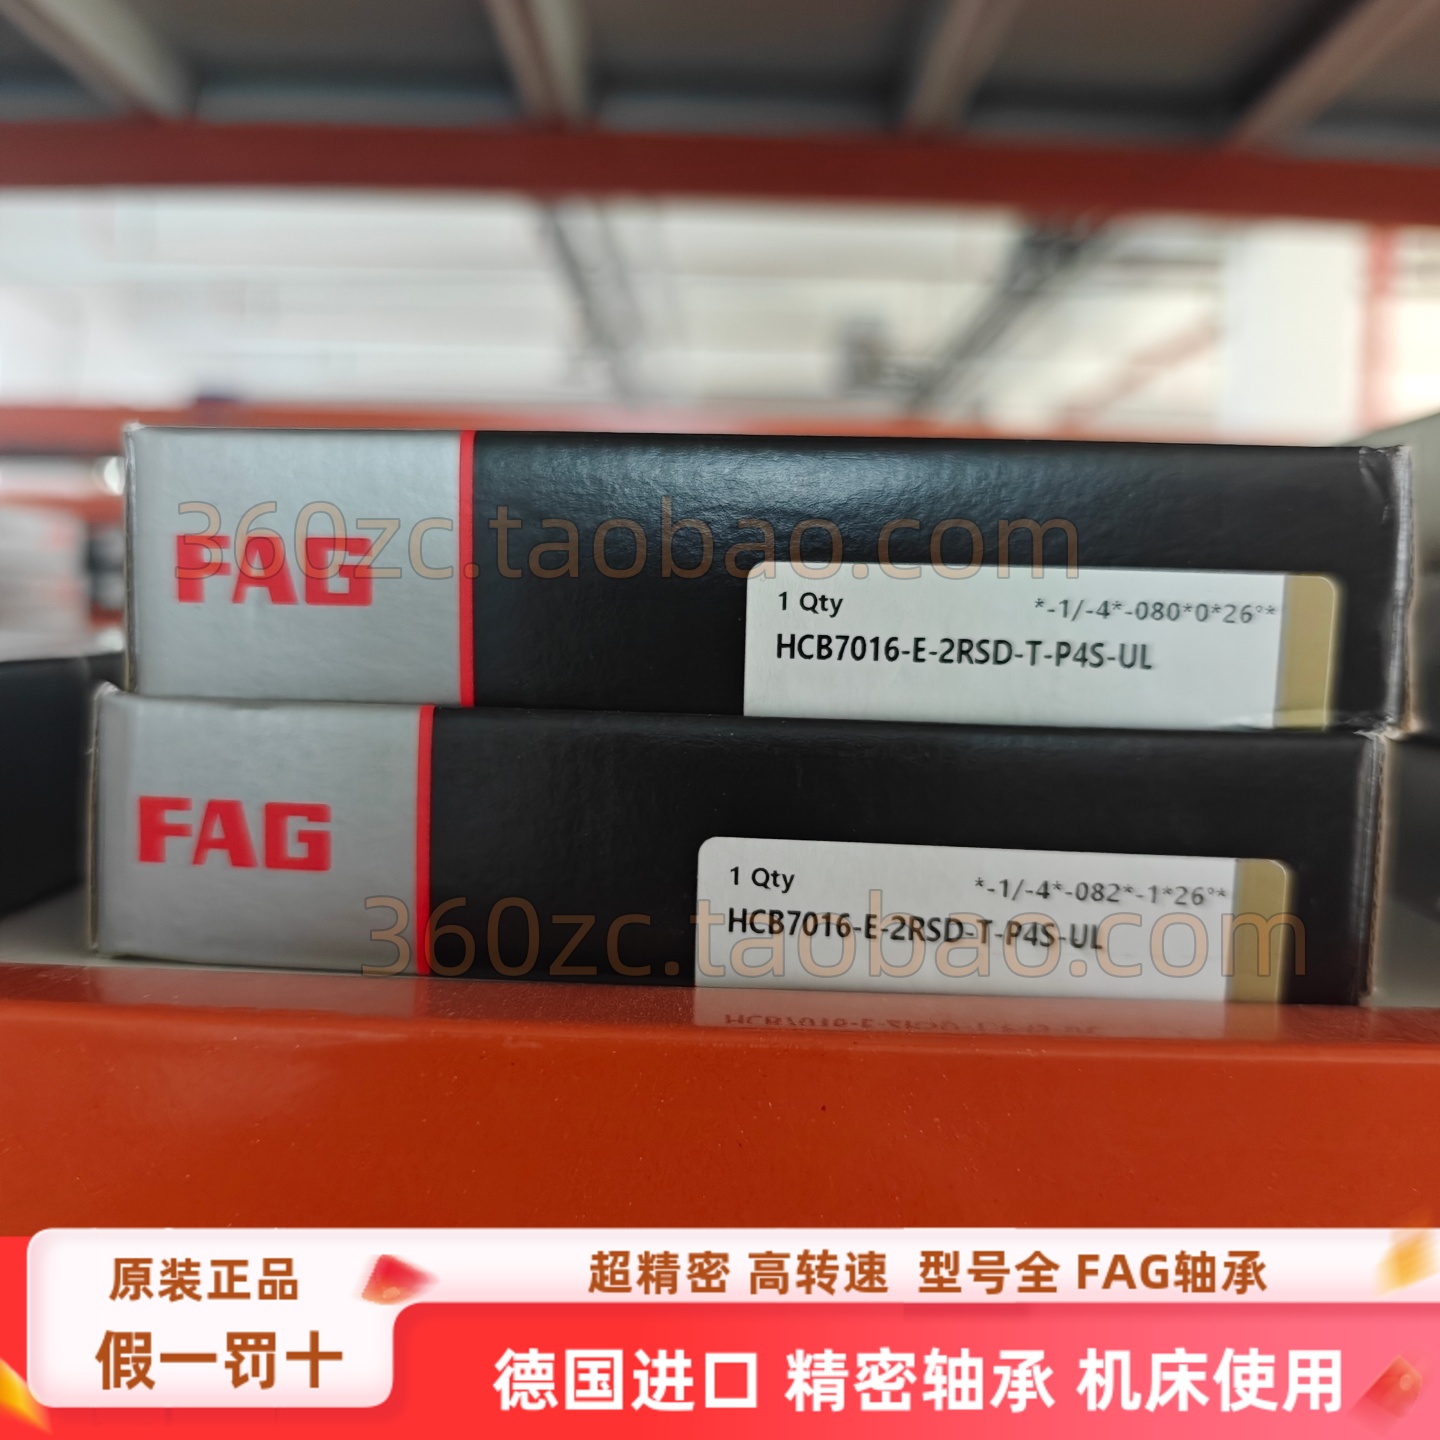 360zc.taobao.com
FAG
1 Qty
*-1/-4*-080*0*26°*
HCB7016-E-2RSD-T-P4S-UL
FAG
1 Qty
*-1/-4*-082*-1*26°*
HCB7016-E-2RSD-T-P4S-UL
360zc.taobao.com
原装正品
假一罚十
超精密 高转速 型号全 FAG轴承
德国进口 精密轴承 机床使用